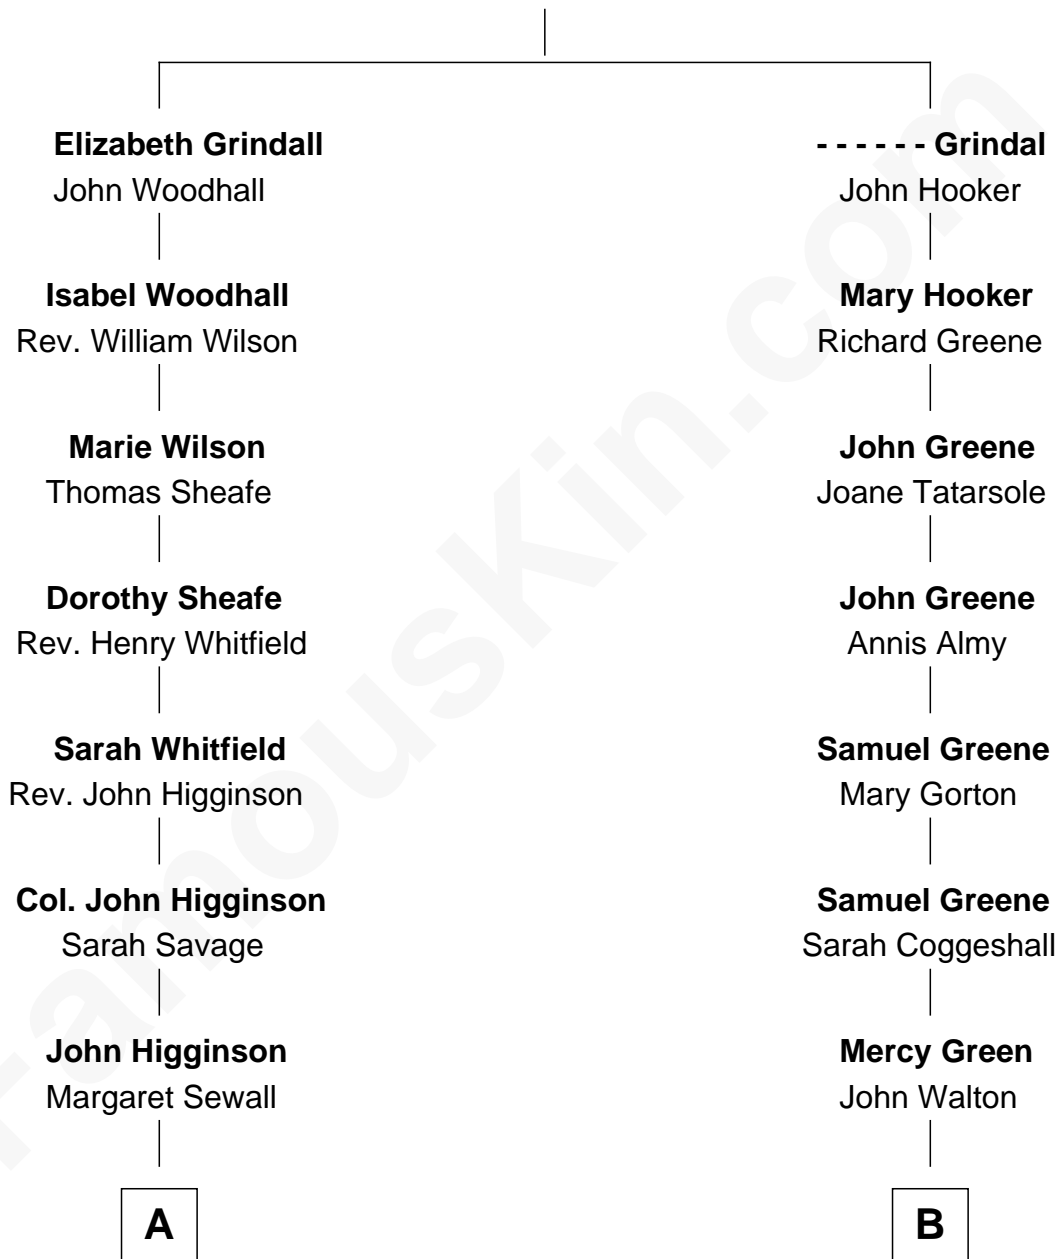 Elizabeth Grindall
John Woodhall
Isabel Woodhall
Rev. William Wilson
Marie Wilson
Thomas Sheafe
Dorothy Sheafe
Rev. Henry Whitfield
Sarah Whitfield
Rev. John Higginson
Col. John Higginson
Sarah Savage
John Higginson
Margaret Sewall
A
- - - - - - Grindal
John Hooker
Mary Hooker
Richard Greene
John Greene
Joane Tatarsole
John Greene
Annis Almy
Samuel Greene
Mary Gorton
Samuel Greene
Sarah Coggeshall
Mercy Green
John Walton
B
FamousKin.com